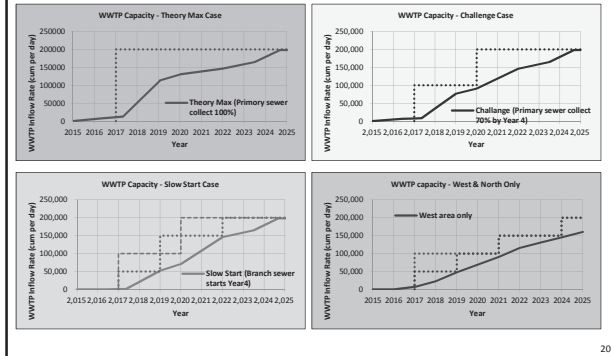 WWTP Capacity - Theory Max Case
WWTP Inflow Rate (cum per day)
250000
200000
150000
100000
50000
0
Theory Max (Primary sewer
collect 100%)
2015 2016 2017 2018 2019 2020 2021 2022 2023 2024 2025
Year
WWTP Capacity - Challenge Case
WWTP Inflow Rate (cum per day)
250,000
200,000
150,000
100,000
50,000
0
Challange (Primary sewer collect
70% by Year 4)
2,015 2,016 2,017 2,018 2,019 2,020 2,021 2,022 2,023 2,024 2,025
Year
WWTP Capacity - Slow Start Case
WWTP Inflow Rate (cum per day)
250,000
200,000
150,000
100,000
50,000
0
Slow Start (Branch sewer
starts Year4)
2,015 2,016 2,017 2,018 2,019 2,020 2,021 2,022 2,023 2,024 2,025
Year
WWTP capacity - West & North Only
WWTP Inflow Rate (cum per day)
250,000
200,000
150,000
100,000
50,000
0
West area only
2015 2016 2017 2018 2019 2020 2021 2022 2023 2024 2025
Year
20